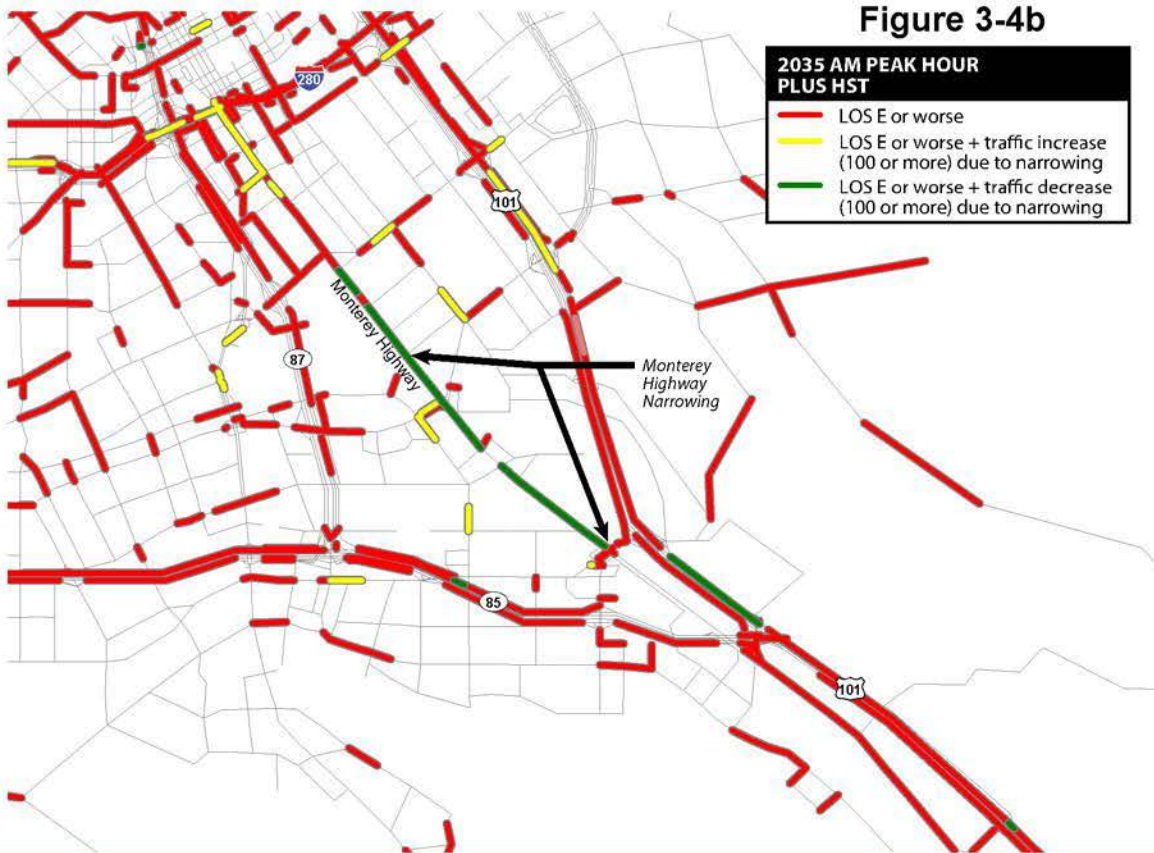 Figure 3-4b
2035 AM PEAK HOUR
PLUS HST
LOS E or worse
LOS E or worse + traffic increase
(100 or more) due to narrowing
LOS E or worse + traffic decrease
(100 or more) due to narrowing
280
101
Monterey Highway
87
Monterey
Highway
Narrowing
85
101